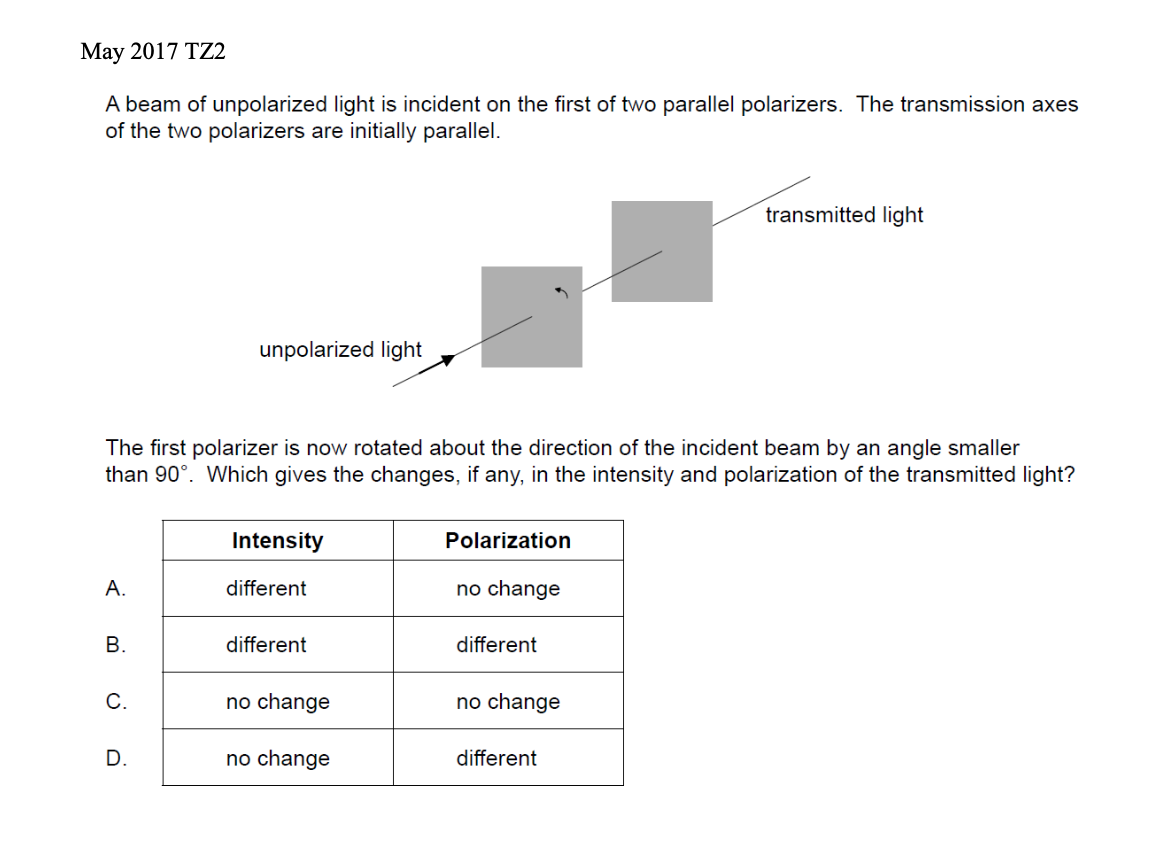 May 2017 TZ2
A beam of unpolarized light is incident on the first of two parallel polarizers. The transmission axes
of the two polarizers are initially parallel.
transmitted light
unpolarized light
The first polarizer is now rotated about the direction of the incident beam by an angle smaller
than 90°. Which gives the changes, if any, in the intensity and polarization of the transmitted light?
Intensity Polarization
A. different no change
B. different different
C. no change no change
D. no change different